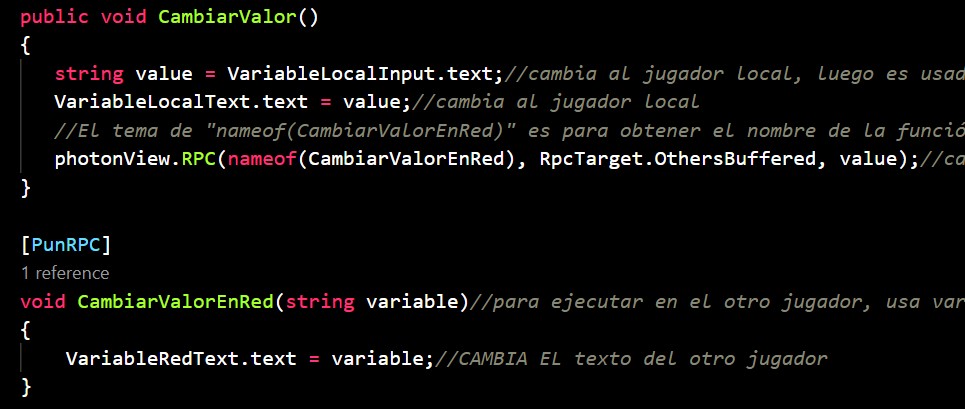 public void CambiarValor()
{
string value = VariableLocalInput.text;//cambia al jugador local, luego es
VariableLocalText.text = value;//cambia al jugador local
//El tema de "nameof(CambiarValorEnRed)" es para obtener el nombre de la
photonView.RPC(nameof(CambiarValorEnRed), RpcTarget.OthersBuffered, value);//ca
}
[PunRPC]
1 reference
void CambiarValorEnRed(string variable)//para ejecutar en el otro jugador, usa var
{
VariableRedText.text = variable;//CAMBIA EL texto del otro jugador
}